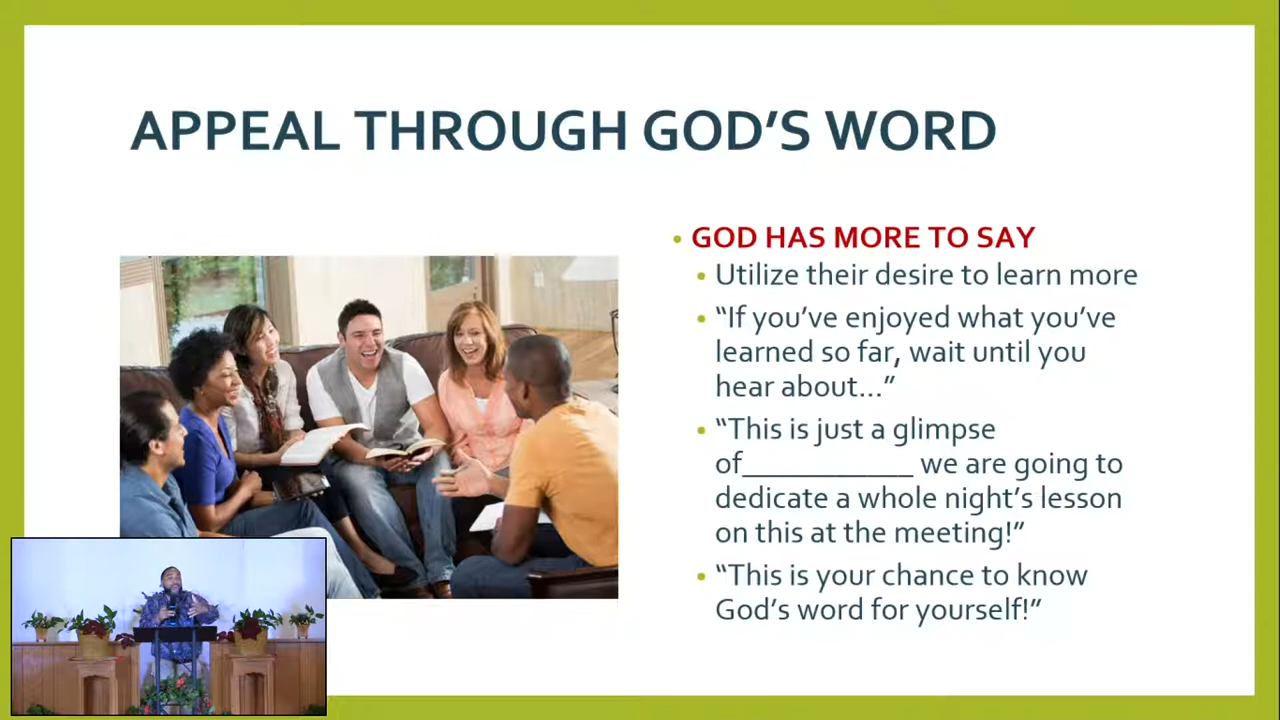 APPEAL THROUGH GOD’S WORD
• GOD HAS MORE TO SAY
• Utilize their desire to learn more
• “If you’ve enjoyed what you’ve
learned so far, wait until you
hear about…”
• “This is just a glimpse
of____________ we are going to
dedicate a whole night’s lesson
on this at the meeting!”
• “This is your chance to know
God’s word for yourself!”